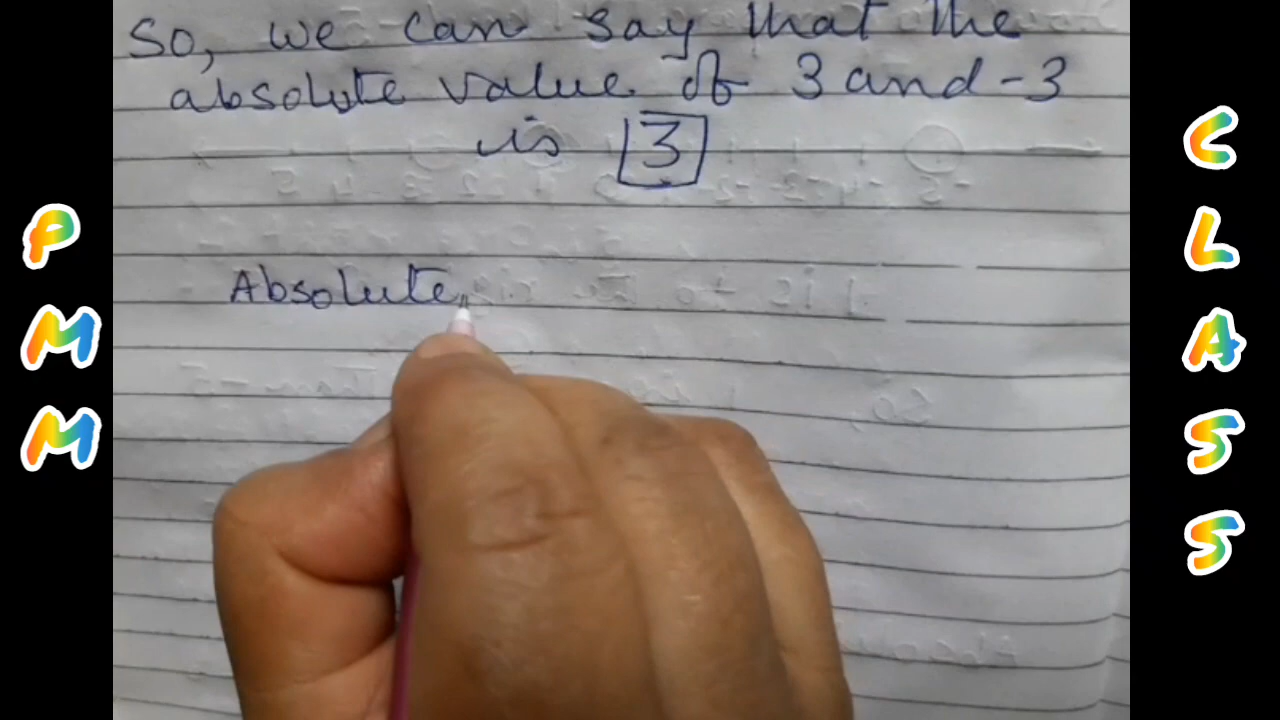 So, we can say that the
absolute value of 3 and -3
is 3
Absolute
PMM
CLASS